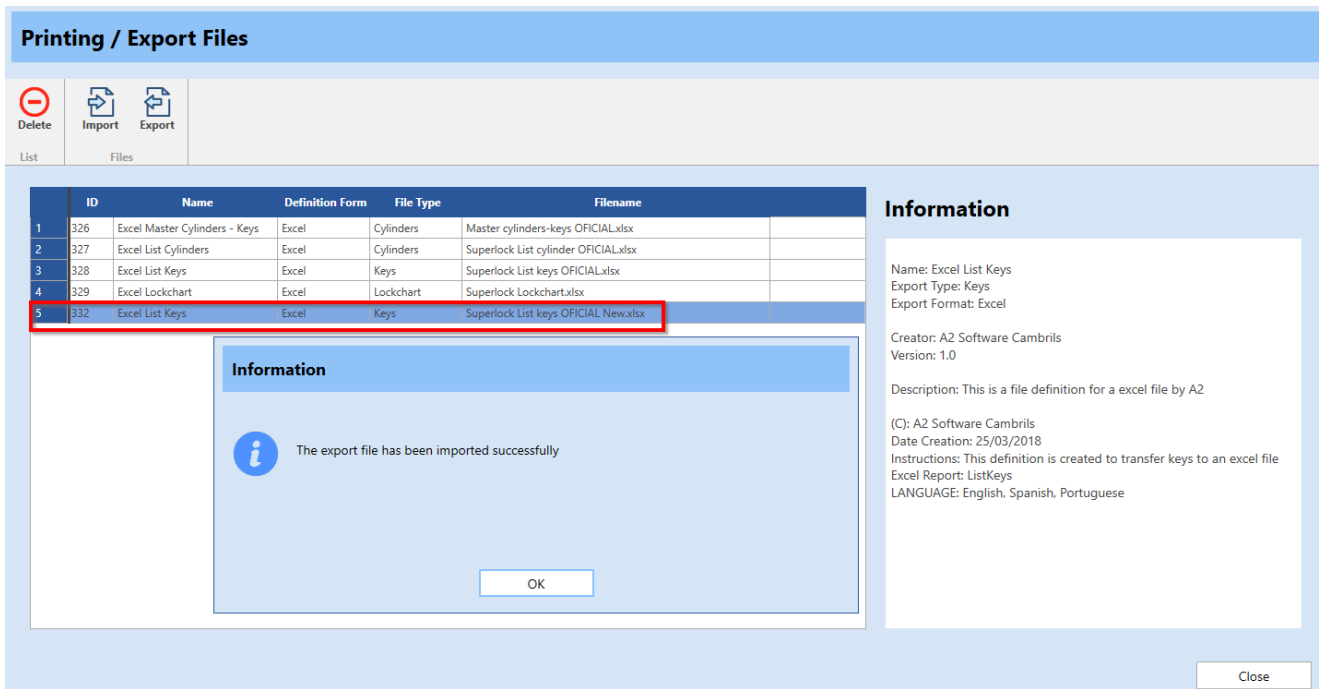 Printing / Export Files
Delete
Import
Export
List
Files
ID Name Definition Form File Type Filename
1 326 Excel Master Cylinders - Keys Excel Cylinders Master cylinders-keys OFICIAL.xlsx
2 327 Excel List Cylinders Excel Cylinders Superlock List cylinder OFICIAL.xlsx
3 328 Excel List Keys Excel Keys Superlock List keys OFICIAL.xlsx
4 329 Excel Lockchart Excel Lockchart Superlock Lockchart.xlsx
5 332 Excel List Keys Excel Keys Superlock List keys OFICIAL New.xlsx
Information
The export file has been imported successfully
OK
Information
Name: Excel List Keys
Export Type: Keys
Export Format: Excel
Creator: A2 Software Cambrils
Version: 1.0
Description: This is a file definition for a excel file by A2
(C): A2 Software Cambrils
Date Creation: 25/03/2018
Instructions: This definition is created to transfer keys to an excel file
Excel Report: ListKeys
LANGUAGE: English, Spanish, Portuguese
Close